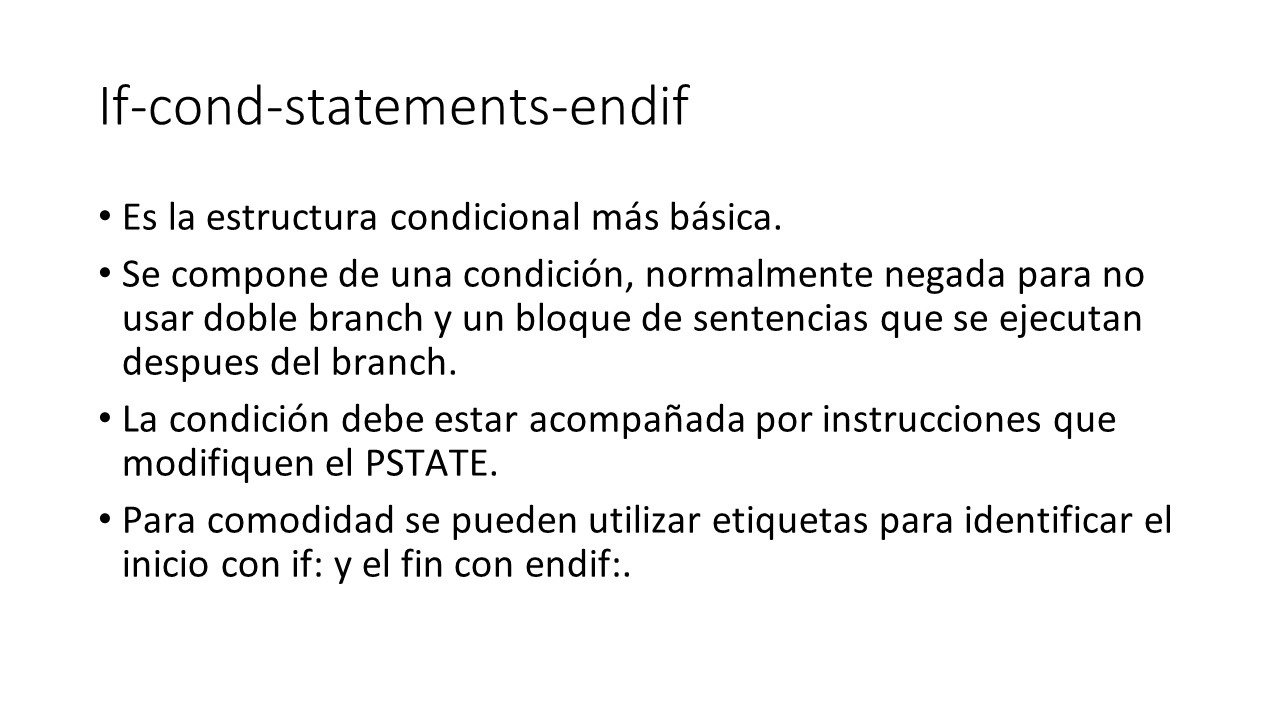 If-cond-statements-endif
• Es la estructura condicional más básica.
• Se compone de una condición, normalmente negada para no
usar doble branch y un bloque de sentencias que se ejecutan
despues del branch.
• La condición debe estar acompañada por instrucciones que
modifiquen el PSTATE.
• Para comodidad se pueden utilizar etiquetas para identificar el
inicio con if: y el fin con endif:.